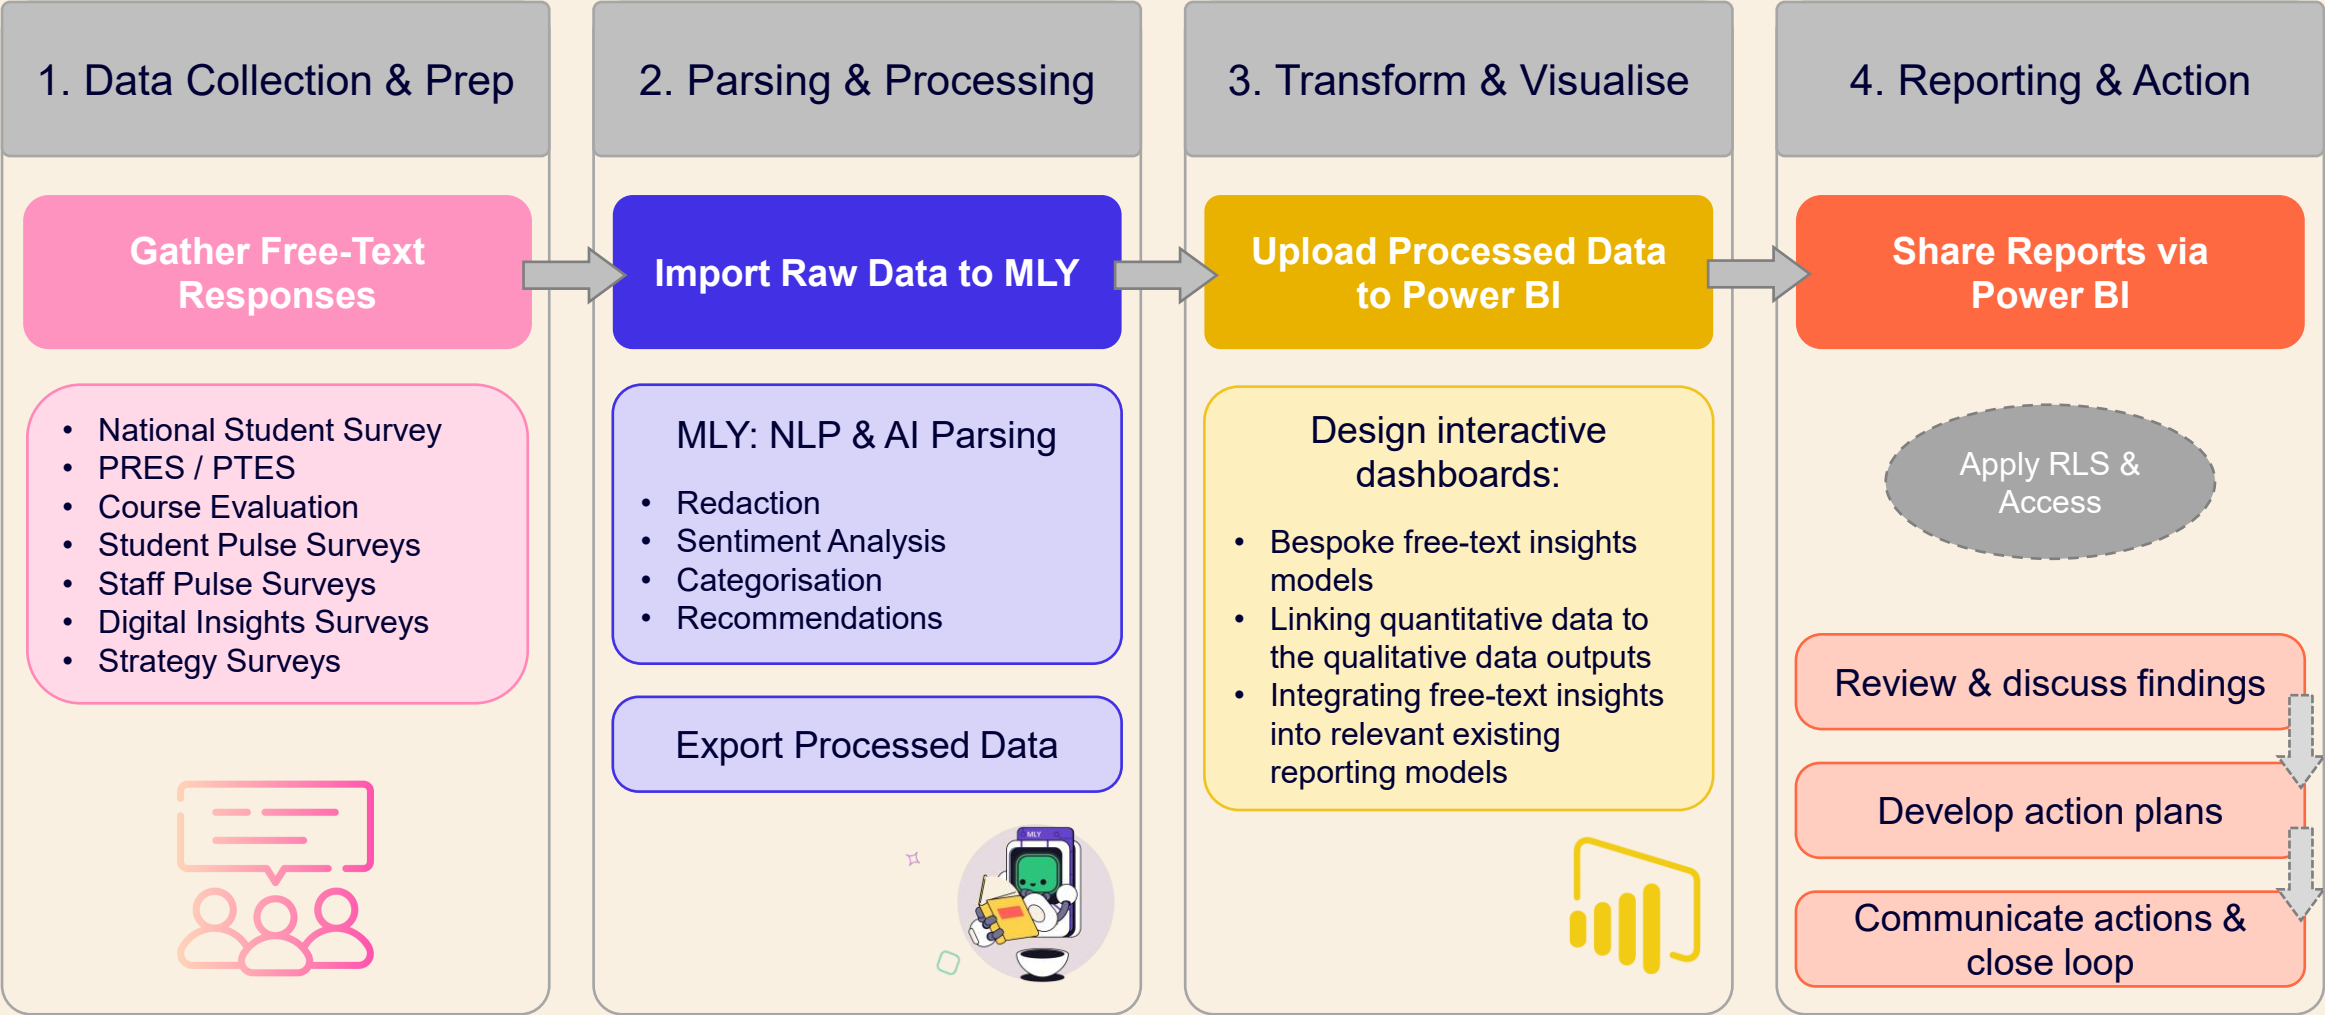 1. Data Collection & Prep
Gather Free-Text
Responses
• National Student Survey
• PRES / PTES
• Course Evaluation
• Student Pulse Surveys
• Staff Pulse Surveys
• Digital Insights Surveys
• Strategy Surveys
2. Parsing & Processing
Import Raw Data to MLY
MLY: NLP & AI Parsing
• Redaction
• Sentiment Analysis
• Categorisation
• Recommendations
Export Processed Data
MLY
3. Transform & Visualise
Upload Processed Data
to Power BI
Design interactive
dashboards:
• Bespoke free-text insights
models
• Linking quantitative data to
the qualitative data outputs
• Integrating free-text insights
into relevant existing
reporting models
4. Reporting & Action
Share Reports via
Power BI
Apply RLS &
Access
Review & discuss findings
Develop action plans
Communicate actions &
close loop